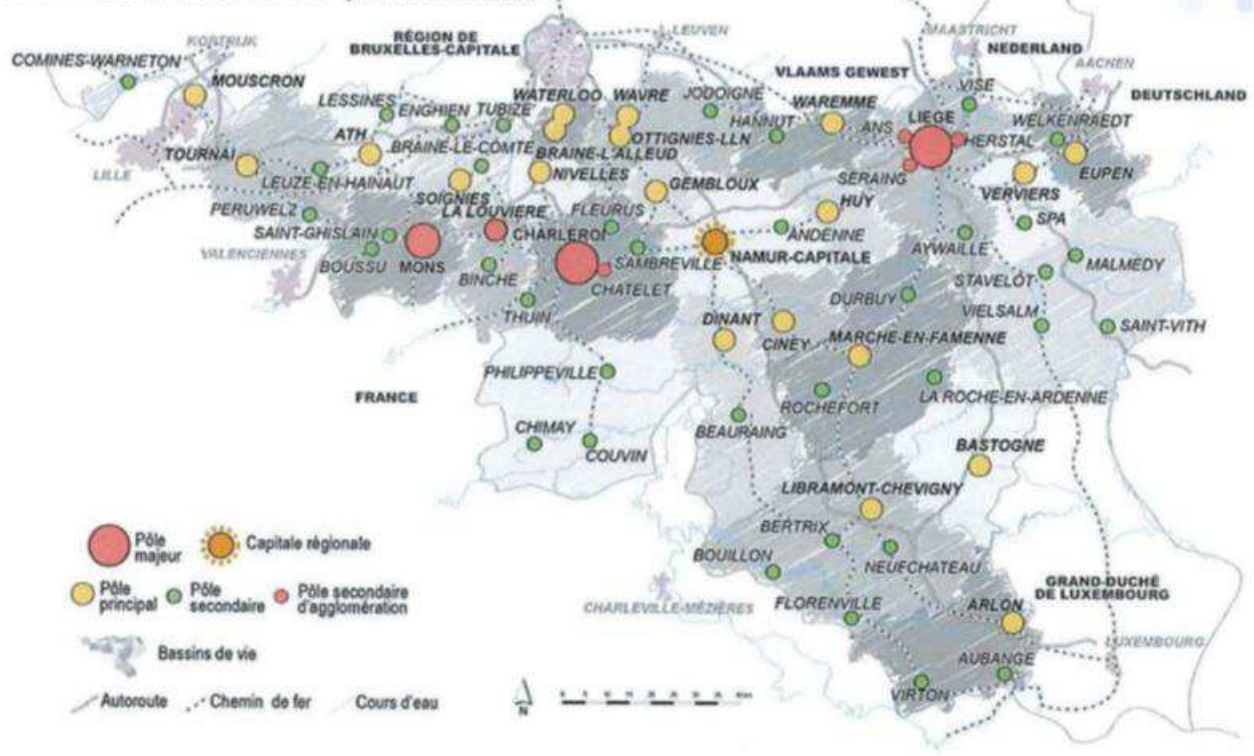 COMINES-WARNETON
KORTRIJK
MOUSCRON
RÉGION DE
BRUXELLES-CAPITALE
LEUVEN
MAASTRICHT
NEDERLAND
AACHEN
VLAAMS GEWEST
DEUTSCHLAND
LESSINES
ENGHIEN
TUBIZE
WATERLOO
WAVRE
JODOIGNE
WAREMME
VISE
HANNUT
ANS
LIEGE
HERSTAL
WELKENRAEDT
ATH
BRAINE-LE-COMTE
OTTIGNIES-LLN
BRAINE-L'ALLEUD
TOURNAI
LILLE
LEUZE-EN-HAINAUT
NIVELLES
SERAING
EUPEN
VERVIERS
GEMBLOUX
SOIGNIES
HUY
PERUWELZ
LA LOUVIERE
FLEURUS
SPA
SAINT-GHISLAIN
CHARLEROI
ANDENNE
AYWAILLE
VALENCIENNES
BOUSSU
MONS
BINCHE
SAMBREVILLE
NAMUR-CAPITALE
MALMEDY
CHATELET
STAVELOT
DURBUY
THUIN
VIELSALM
SAINT-VITH
DINANT
CINEY
MARCHE-EN-FAMENNE
PHILIPPEVILLE
FRANCE
ROCHEFORT
LA ROCHE-EN-ARDENNE
CHIMAY
COUVIN
BEAURAING
BASTOGNE
LIBRAMONT-CHEVIGNY
BERTRIX
BOUILLON
NEUFCHATEAU
CHARLEVILLE-MÉZIÈRES
FLORENVILLE
ARLON
GRAND-DUCHÉ
DE LUXEMBOURG
LUXEMBOURG
AUBANGE
VIRTON
Pôle
majeur
Capitale régionale
Pôle
principal
Pôle
secondaire
Pôle secondaire
d'agglomération
Bassins de vie
Autoroute
Chemin de fer
Cours d'eau
N